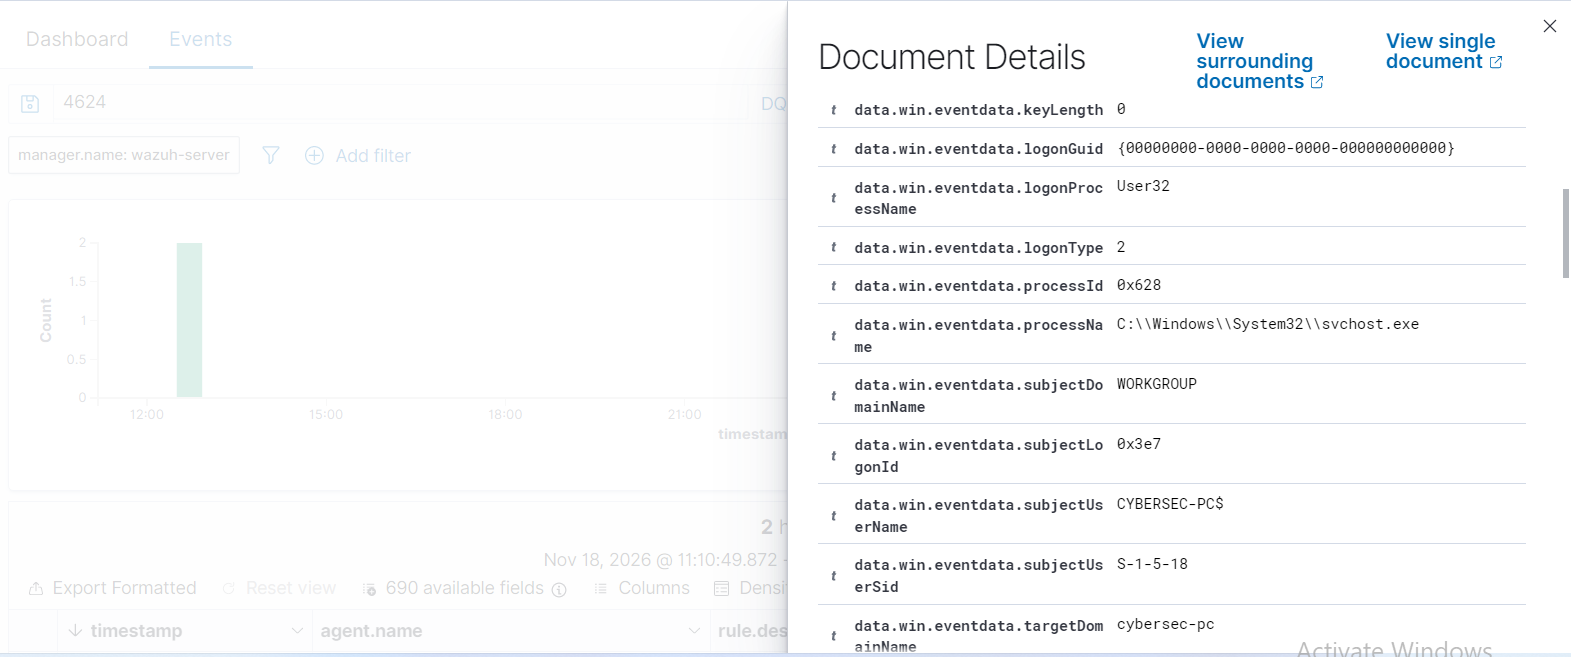 Dashboard
Events
4624
DQ
manager.name: wazuh-server
Add filter
2
1.5
1
0.5
0
Count
12:00
15:00
18:00
21:00
timestam
2 h
Nov 18, 2026 @ 11:10:49.872 -
Export Formatted
Reset view
690 available fields
Columns
Densi
timestamp
agent.name
rule.des
Document Details
View surrounding documents
View single document
t data.win.eventdata.keyLength 0
t data.win.eventdata.logonGuid {00000000-0000-0000-0000-000000000000}
t data.win.eventdata.logonProc User32
essName
t data.win.eventdata.logonType 2
t data.win.eventdata.processId 0x628
t data.win.eventdata.processNa C:\\Windows\\System32\\svchost.exe
me
t data.win.eventdata.subjectDo WORKGROUP
mainName
t data.win.eventdata.subjectLo 0x3e7
gonId
t data.win.eventdata.subjectUs CYBERSEC-PC$
erName
t data.win.eventdata.subjectUs S-1-5-18
erSid
t data.win.eventdata.targetDom cybersec-pc
ainName
Activate Windows